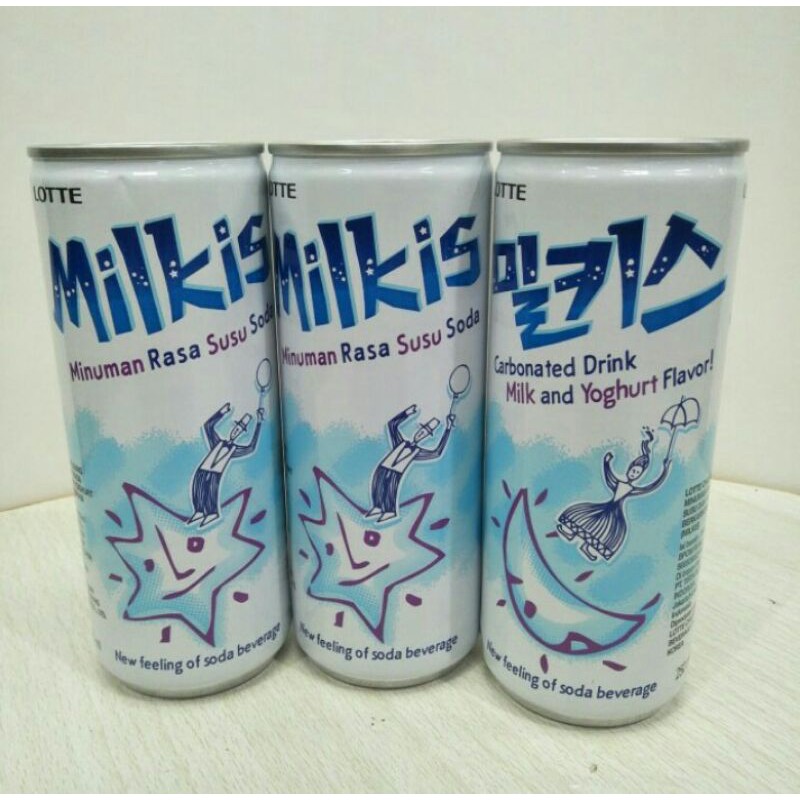 LOTTE
Milkis
Minuman Rasa Susu Soda
New feeling of soda beverage
LOTTE
Milkis
Minuman Rasa Susu Soda
New feeling of soda beverage
LOTTE
밀키스
Carbonated Drink
Milk and Yoghurt Flavor!
New feeling of soda beverage